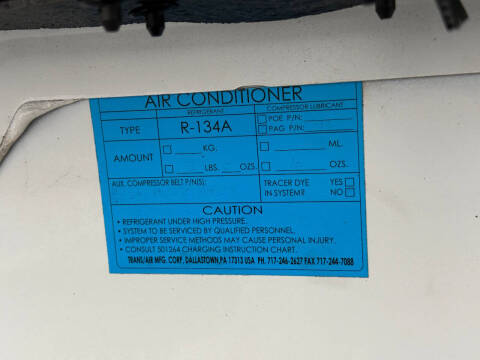 AIR CONDITIONER
REFRIGERANT COMPRESSOR LUBRICANT
TYPE R-134A POE P/N:
PAG P/N:
AMOUNT KG. ML.
LBS. OZS. OZS.
AUX. COMPRESSOR BELT P/N(S): TRACER DYE YES
IN SYSTEM? NO
CAUTION
• REFRIGERANT UNDER HIGH PRESSURE.
• SYSTEM TO BE SERVICED BY QUALIFIED PERSONNEL.
• IMPROPER SERVICE METHODS MAY CAUSE PERSONAL INJURY.
• CONSULT 501264 CHARGING INSTRUCTION CHART.
TRANS/AIR MFG. CORP. DALLASTOWN,PA 17313 USA PH. 717-246-2627 FAX 717-244-7088